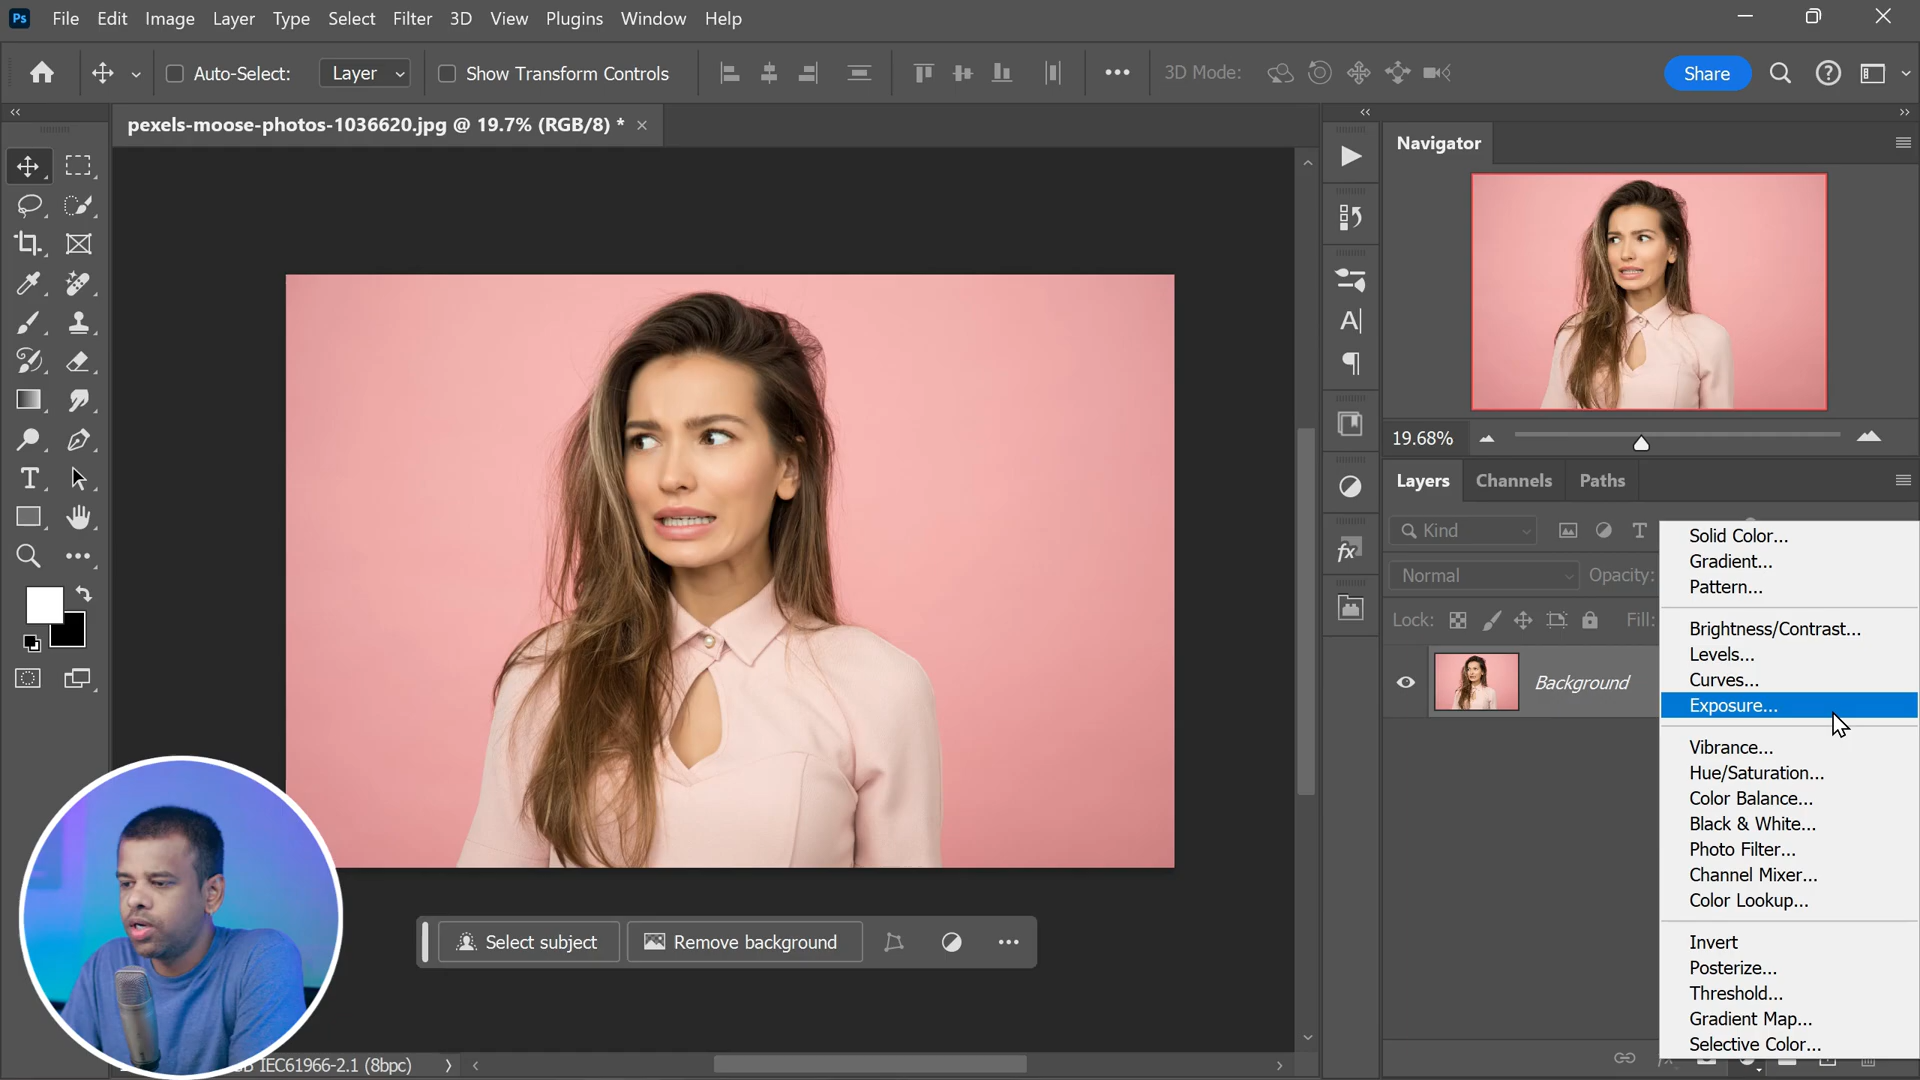 Ps File Edit Image Layer Type Select Filter 3D View Plugins Window Help
Auto-Select: Layer Show Transform Controls 3D Mode: Share
pexels-moose-photos-1036620.jpg @ 19.7% (RGB/8) *
Navigator
19.68%
Layers Channels Paths
Kind
Normal Opacity:
Lock: Fill:
Background
Solid Color...
Gradient...
Pattern...
Brightness/Contrast...
Levels...
Curves...
Exposure...
Vibrance...
Hue/Saturation...
Color Balance...
Black & White...
Photo Filter...
Channel Mixer...
Color Lookup...
Invert
Posterize...
Threshold...
Gradient Map...
Selective Color...
Select subject Remove background
IEC61966-2.1 (8bpc)